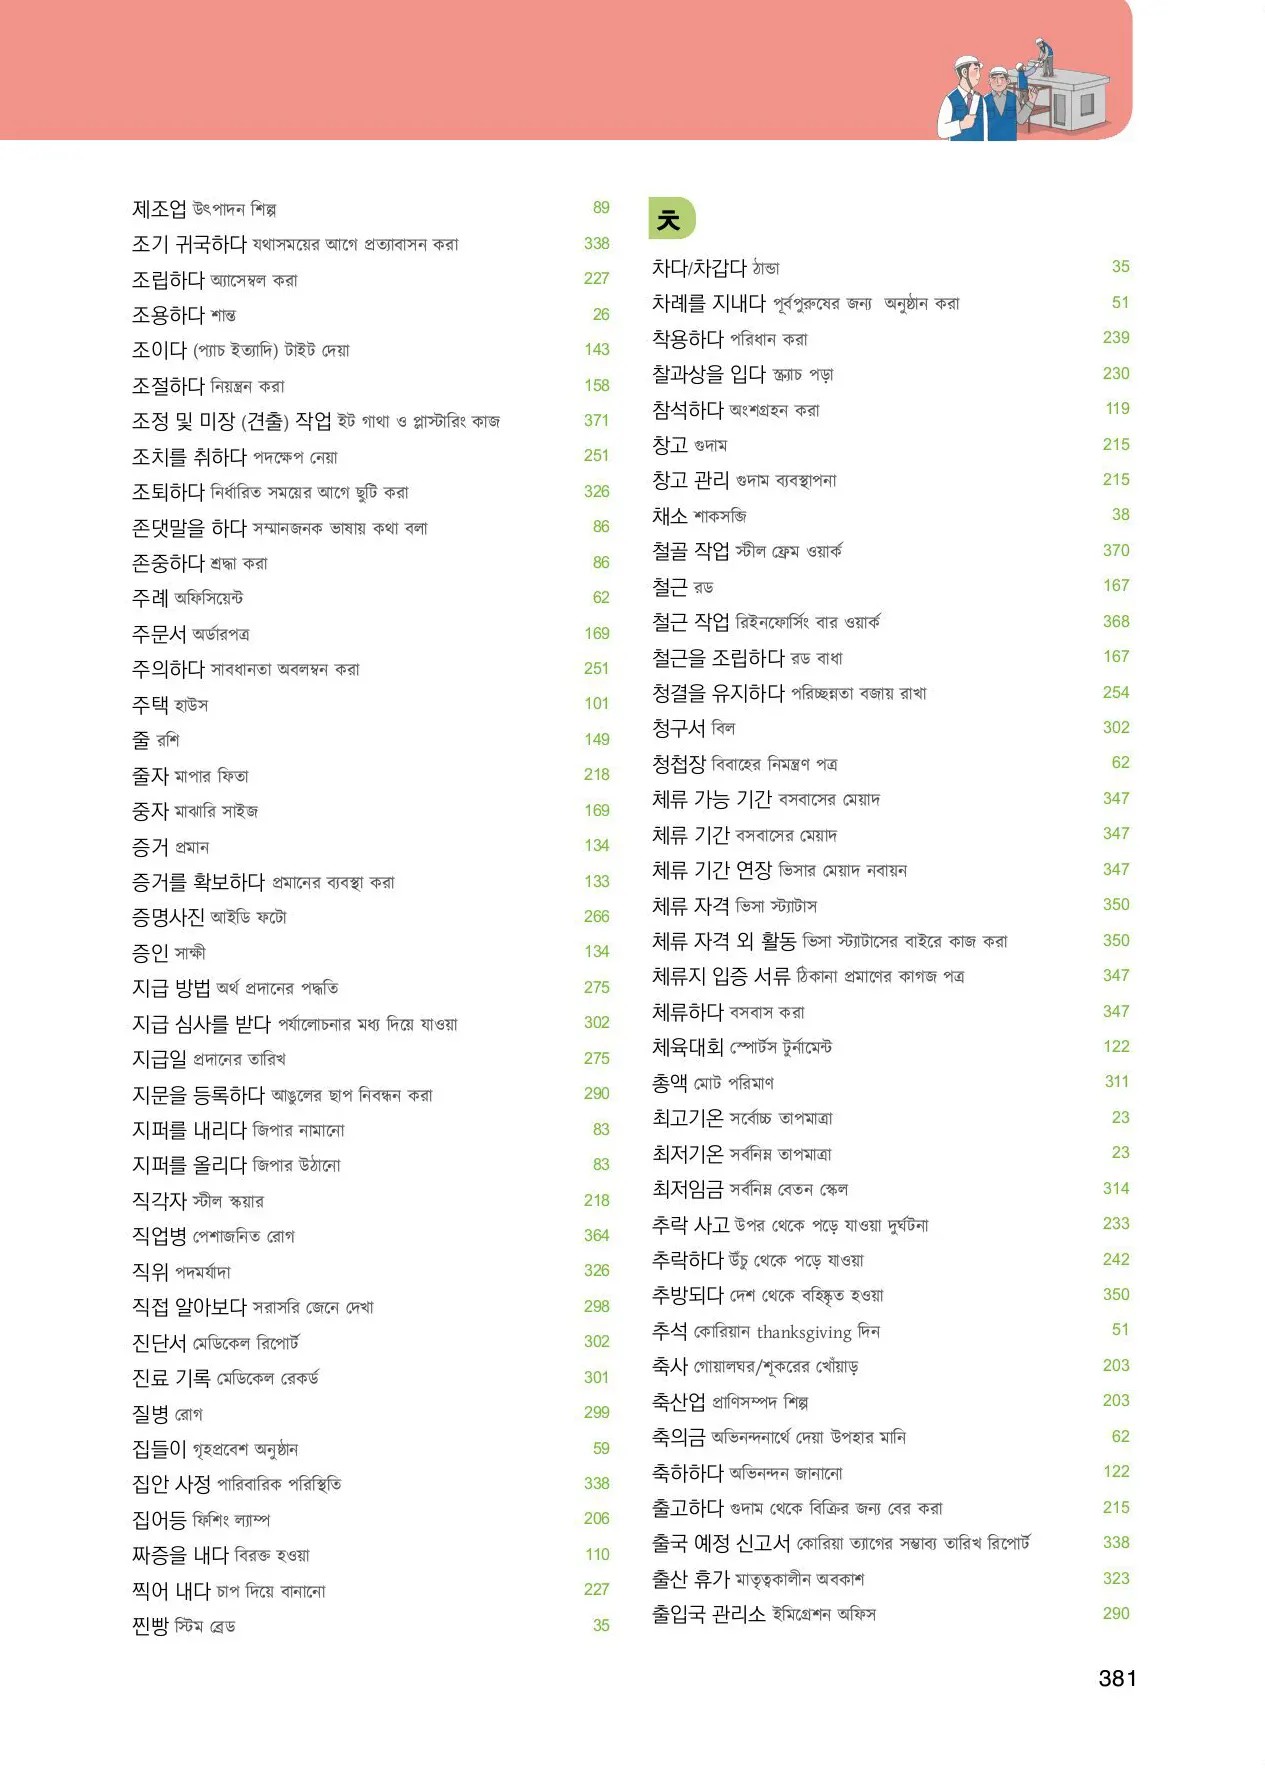 제조업 উৎপাদন শিল্প 89
조기 귀국하다 যথাসময়ের আগে প্রত্যাবাসন করা 338
조립하다 অ্যাসেম্বল করা 227
조용하다 শান্ত 26
조이다 (প্যাচ ইত্যাদি) টাইট দেয়া 143
조절하다 নিয়ন্ত্রন করা 158
조정 및 미장 (견출) 작업 ইট গাথা ও প্লাস্টারিং কাজ 371
조치를 취하다 পদক্ষেপ নেয়া 251
조퇴하다 নির্ধারিত সময়ের আগে ছুটি করা 326
존댓말을 하다 সম্মানজনক ভাষায় কথা বলা 86
존중하다 শ্রদ্ধা করা 86
주례 অফিসিয়েন্ট 62
주문서 অর্ডারপত্র 169
주의하다 সাবধানতা অবলম্বন করা 251
주택 হাউস 101
줄 রশি 149
줄자 মাপার ফিতা 218
중자 মাঝারি সাইজ 169
증거 প্রমান 134
증거를 확보하다 প্রমানের ব্যবস্থা করা 133
증명사진 আইডি ফটো 266
증인 সাক্ষী 134
지급 방법 অর্থ প্রদানের পদ্ধতি 275
지급 심사를 받다 পর্যালোচনার মধ্য দিয়ে যাওয়া 302
지급일 প্রদানের তারিখ 275
지문을 등록하다 আঙুলের ছাপ নিবন্ধন করা 290
지퍼를 내리다 জিপার নামানো 83
지퍼를 올리다 জিপার উঠানো 83
직각자 স্টীল স্কয়ার 218
직업병 পেশাজনিত রোগ 364
직위 পদমর্যাদা 326
직접 알아보다 সরাসরি জেনে দেখা 298
진단서 মেডিকেল রিপোর্ট 302
진료 기록 মেডিকেল রেকর্ড 301
질병 রোগ 299
집들이 গৃহপ্রবেশ অনুষ্ঠান 59
집안 사정 পারিবারিক পরিস্থিতি 338
집어등 ফিশিং ল্যাম্প 206
짜증을 내다 বিরক্ত হওয়া 110
찍어 내다 চাপ দিয়ে বানানো 227
찐빵 স্টিম ব্রেড 35
ㅊ
차다/차갑다 ঠান্ডা 35
차례를 지내다 পূর্বপুরুষের জন্য অনুষ্ঠান করা 51
착용하다 পরিধান করা 239
찰과상을 입다 স্ক্র্যাচ পড়া 230
참석하다 অংশগ্রহন করা 119
창고 গুদাম 215
창고 관리 গুদাম ব্যবস্থাপনা 215
채소 শাকসব্জি 38
철골 작업 স্টীল ফ্রেম ওয়ার্ক 370
철근 রড 167
철근 작업 রিইনফোর্সিং বার ওয়ার্ক 368
철근을 조립하다 রড বাধা 167
청결을 유지하다 পরিচ্ছন্নতা বজায় রাখা 254
청구서 বিল 302
청첩장 বিবাহের নিমন্ত্রণ পত্র 62
체류 가능 기간 বসবাসের মেয়াদ 347
체류 기간 বসবাসের মেয়াদ 347
체류 기간 연장 ভিসার মেয়াদ নবায়ন 347
체류 자격 ভিসা স্ট্যাটাস 350
체류 자격 외 활동 ভিসা স্ট্যাটাসের বাইরে কাজ করা 350
체류지 입증 서류 ঠিকানা প্রমাণের কাগজ পত্র 347
체류하다 বসবাস করা 347
체육대회 স্পোর্টস টুর্নামেন্ট 122
총액 মোট পরিমাণ 311
최고기온 সর্বোচ্চ তাপমাত্রা 23
최저기온 সর্বনিম্ন তাপমাত্রা 23
최저임금 সর্বনিম্ন বেতন স্কেল 314
추락 사고 উপর থেকে পড়ে যাওয়া দুর্ঘটনা 233
추락하다 উঁচু থেকে পড়ে যাওয়া 242
추방되다 দেশ থেকে বহিষ্কৃত হওয়া 350
추석 কোরিয়ান thanksgiving দিন 51
축사 গোয়ালঘর/শূকরের খোঁয়াড় 203
축산업 প্রাণিসম্পদ শিল্প 203
축의금 অভিনন্দনার্থে দেয়া উপহার মানি 62
축하하다 অভিনন্দন জানানো 122
출고하다 গুদাম থেকে বিক্রির জন্য বের করা 215
출국 예정 신고서 কোরিয়া ত্যাগের সম্ভাব্য তারিখ রিপোর্ট 338
출산 휴가 মাতৃত্বকালীন অবকাশ 323
출입국 관리소 ইমিগ্রেশন অফিস 290
381